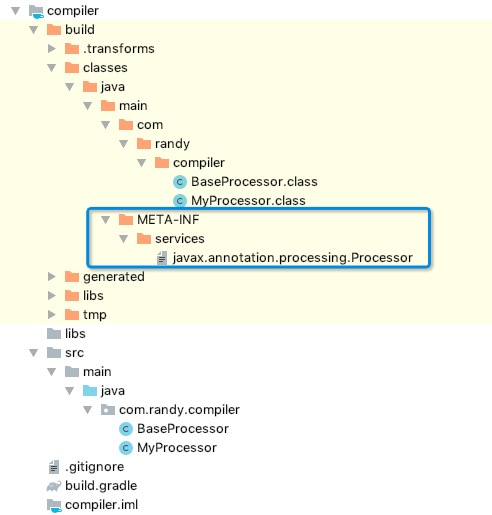 compiler
build
.transforms
classes
java
main
com
randy
compiler
BaseProcessor.class
MyProcessor.class
META-INF
services
javax.annotation.processing.Processor
generated
libs
tmp
libs
src
main
java
com.randy.compiler
BaseProcessor
MyProcessor
.gitignore
build.gradle
compiler.iml